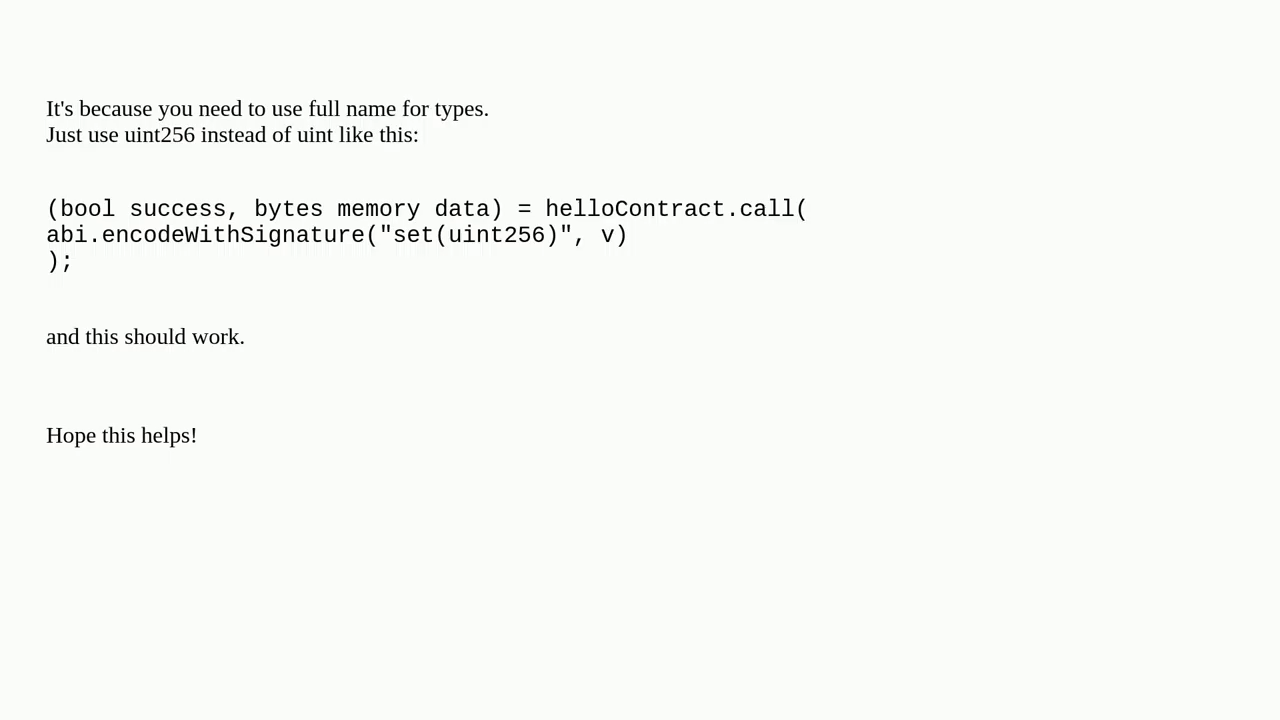 It's because you need to use full name for types.
Just use uint256 instead of uint like this:
(bool success, bytes memory data) = helloContract.call(
abi.encodeWithSignature("set(uint256)", v)
);
and this should work.
Hope this helps!